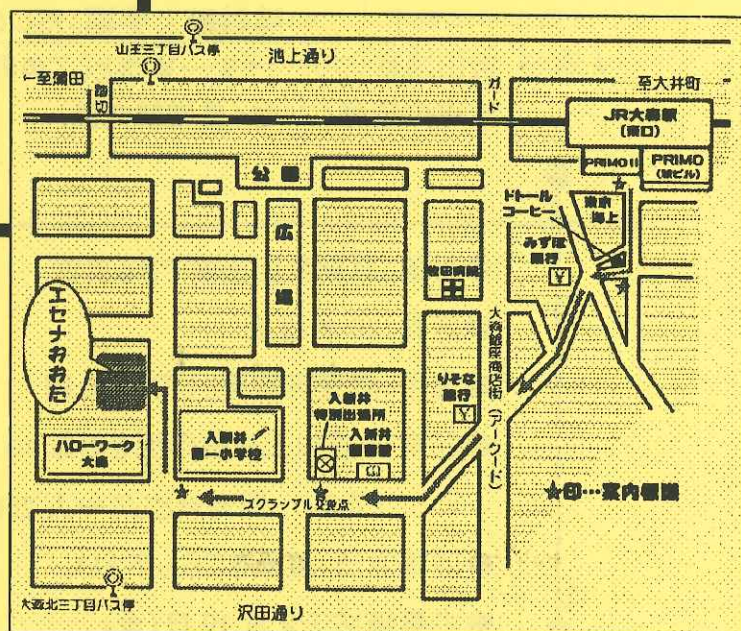 山王三丁目バス停
池上通り
←至蒲田
踏切
ガード
至大井町
JR大森駅
(東口)
PRIMO II
PRIMO
(駅ビル)
公園
ドトール
コーヒー
東京
海上
広場
みずほ
銀行
牧田病院
エセナおおた
大森銀座商店街(アーケード)
りそな
銀行
入新井
特別出張所
入新井
図書館
入新井
第一小学校
ハローワーク
大森
スクランブル交差点
★印…案内標識
大森北三丁目バス停
沢田通り